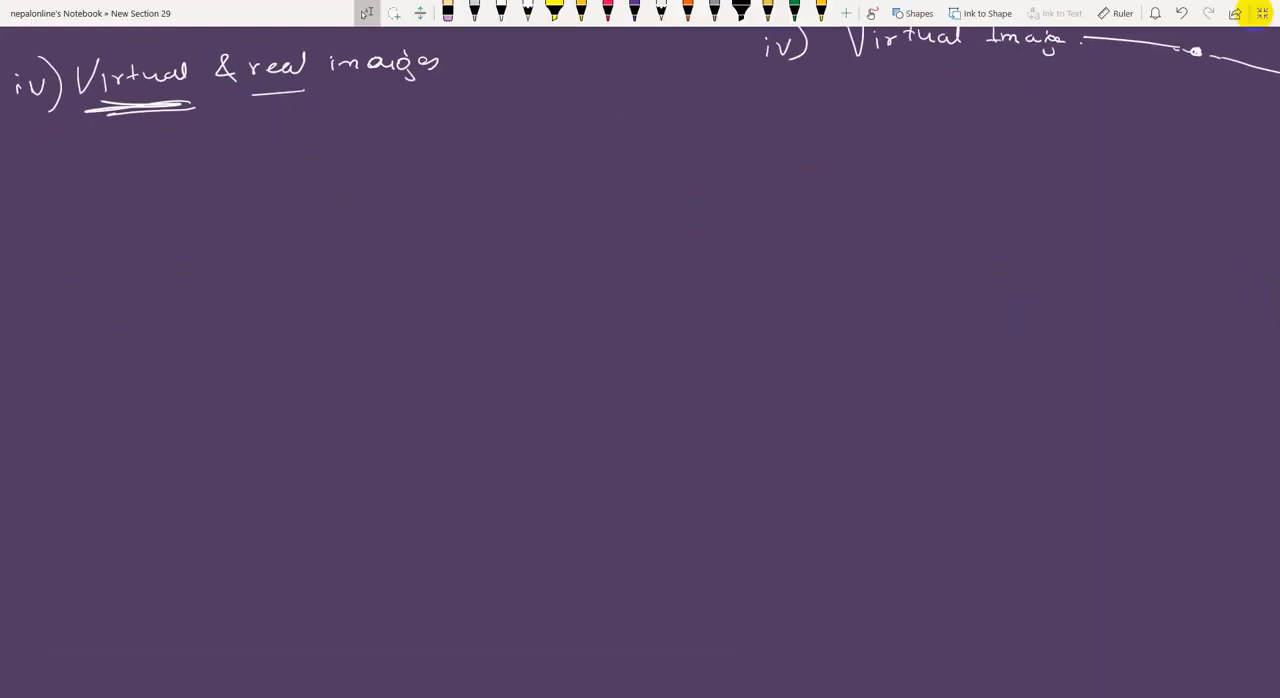 nepalonline's Notebook » New Section 29
Shapes
Ink to Shape
Ink to Text
Ruler
iv) Virtual & real images
iv) Virtual Image.